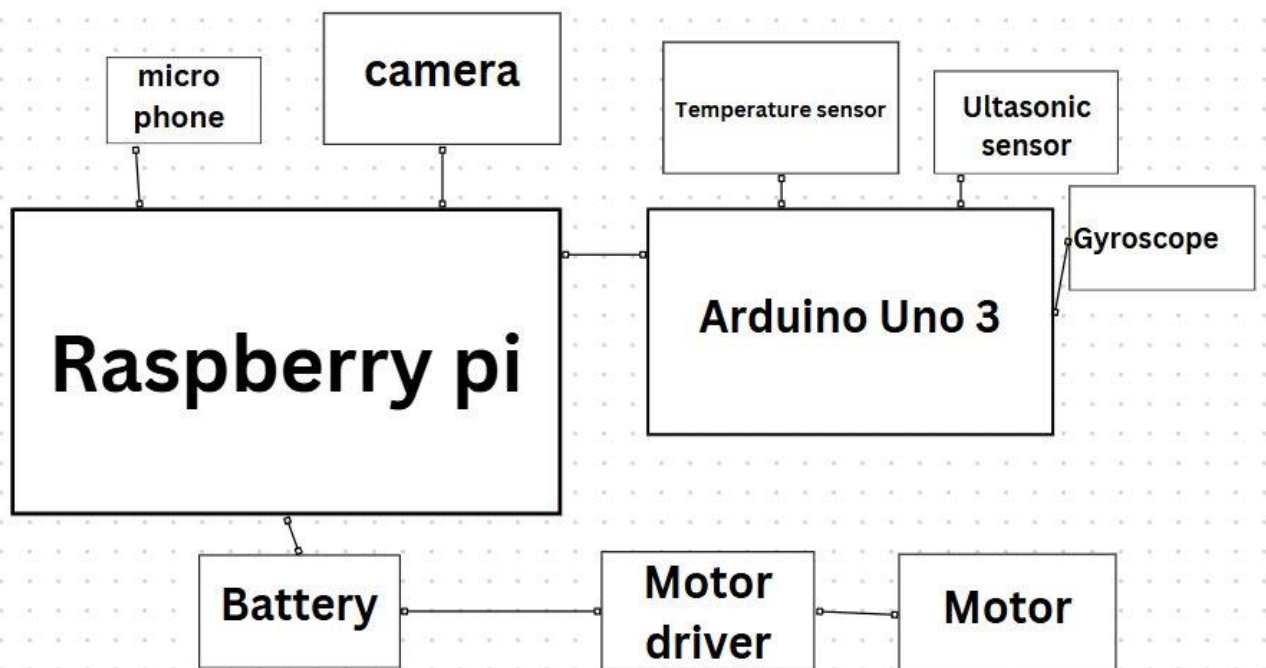 micro
phone
camera
Temperature sensor
Ultasonic
sensor
Gyroscope
Raspberry pi
Arduino Uno 3
Battery
Motor
driver
Motor